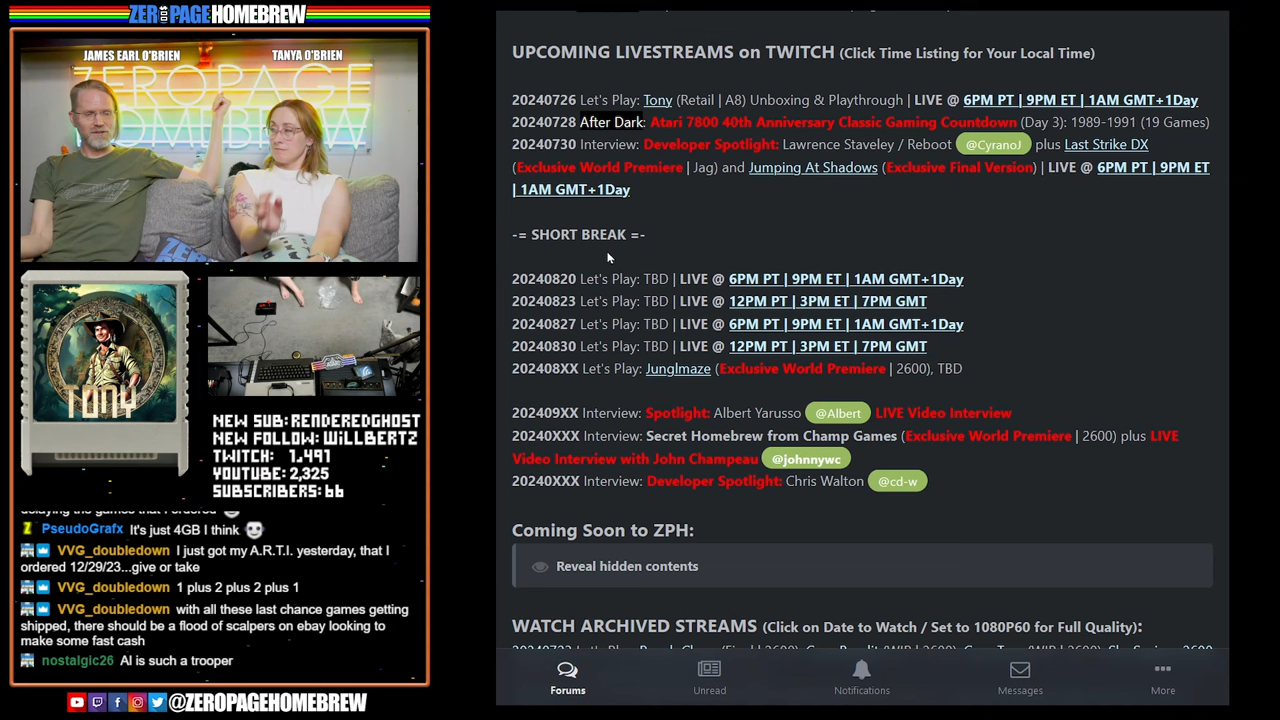 ZEROPAGEHOMEBREW
JAMES EARL O'BRIEN
TANYA O'BRIEN
ZEROPAGE
HOMEBREW
TONY
NEW SUB: RENDEREDGHOST
NEW FOLLOW: WILLBERTZ
TWITCH: 1,491
YOUTUBE: 2,325
SUBSCRIBERS: 66
delaying the games that I ordered
PseudoGrafx It's just 4GB I think
VVG_doubledown I just got my A.R.T.I. yesterday, that I
ordered 12/29/23...give or take
VVG_doubledown 1 plus 2 plus 2 plus 1
VVG_doubledown with all these last chance games getting
shipped, there should be a flood of scalpers on ebay looking to
make some fast cash
nostalgic26 Al is such a trooper
@ZEROPAGEHOMEBREW
UPCOMING LIVESTREAMS on TWITCH (Click Time Listing for Your Local Time)
20240726 Let's Play: Tony (Retail | A8) Unboxing & Playthrough | LIVE @ 6PM PT | 9PM ET | 1AM GMT+1Day
20240728 After Dark: Atari 7800 40th Anniversary Classic Gaming Countdown (Day 3): 1989-1991 (19 Games)
20240730 Interview: Developer Spotlight: Lawrence Staveley / Reboot @CyranoJ plus Last Strike DX
(Exclusive World Premiere | Jag) and Jumping At Shadows (Exclusive Final Version) | LIVE @ 6PM PT | 9PM ET
| 1AM GMT+1Day
-= SHORT BREAK =-
20240820 Let's Play: TBD | LIVE @ 6PM PT | 9PM ET | 1AM GMT+1Day
20240823 Let's Play: TBD | LIVE @ 12PM PT | 3PM ET | 7PM GMT
20240827 Let's Play: TBD | LIVE @ 6PM PT | 9PM ET | 1AM GMT+1Day
20240830 Let's Play: TBD | LIVE @ 12PM PT | 3PM ET | 7PM GMT
202408XX Let's Play: Junglmaze (Exclusive World Premiere | 2600), TBD
202409XX Interview: Spotlight: Albert Yarusso @Albert LIVE Video Interview
20240XXX Interview: Secret Homebrew from Champ Games (Exclusive World Premiere | 2600) plus LIVE
Video Interview with John Champeau @johnnywc
20240XXX Interview: Developer Spotlight: Chris Walton @cd-w
Coming Soon to ZPH:
Reveal hidden contents
WATCH ARCHIVED STREAMS (Click on Date to Watch / Set to 1080P60 for Full Quality):
Forums
Unread
Notifications
Messages
More